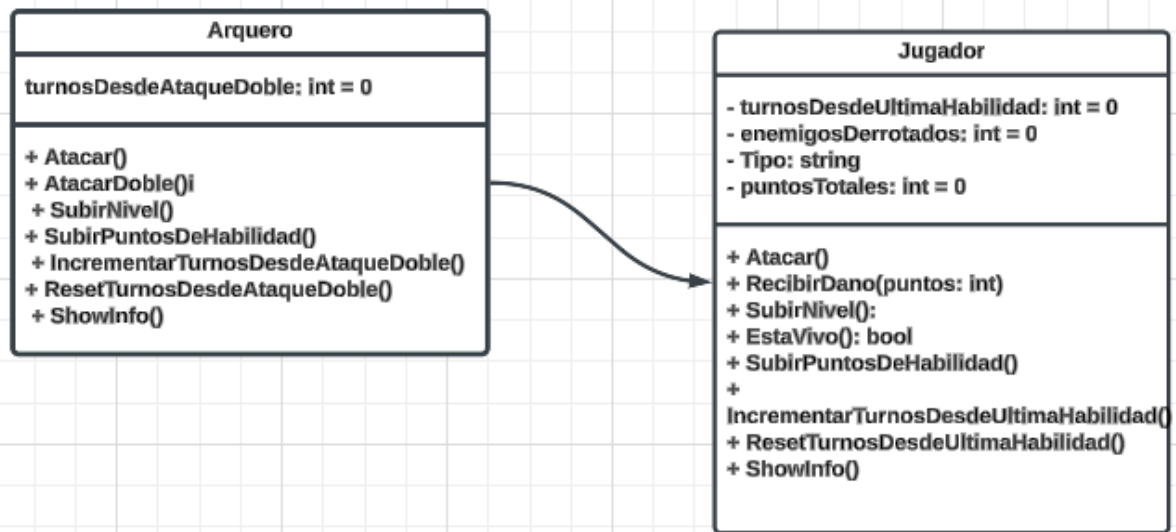 Arquero
turnosDesdeAtaqueDoble: int = 0
+ Atacar()
+ AtacarDoble()i
+ SubirNivel()
+ SubirPuntosDeHabilidad()
+ IncrementarTurnosDesdeAtaqueDoble()
+ ResetTurnosDesdeAtaqueDoble()
+ ShowInfo()
Jugador
- turnosDesdeUltimaHabilidad: int = 0
- enemigosDerrotados: int = 0
- Tipo: string
- puntosTotales: int = 0
+ Atacar()
+ RecibirDano(puntos: int)
+ SubirNivel():
+ EstaVivo(): bool
+ SubirPuntosDeHabilidad()
+
IncrementarTurnosDesdeUltimaHabilidad()
+ ResetTurnosDesdeUltimaHabilidad()
+ ShowInfo()